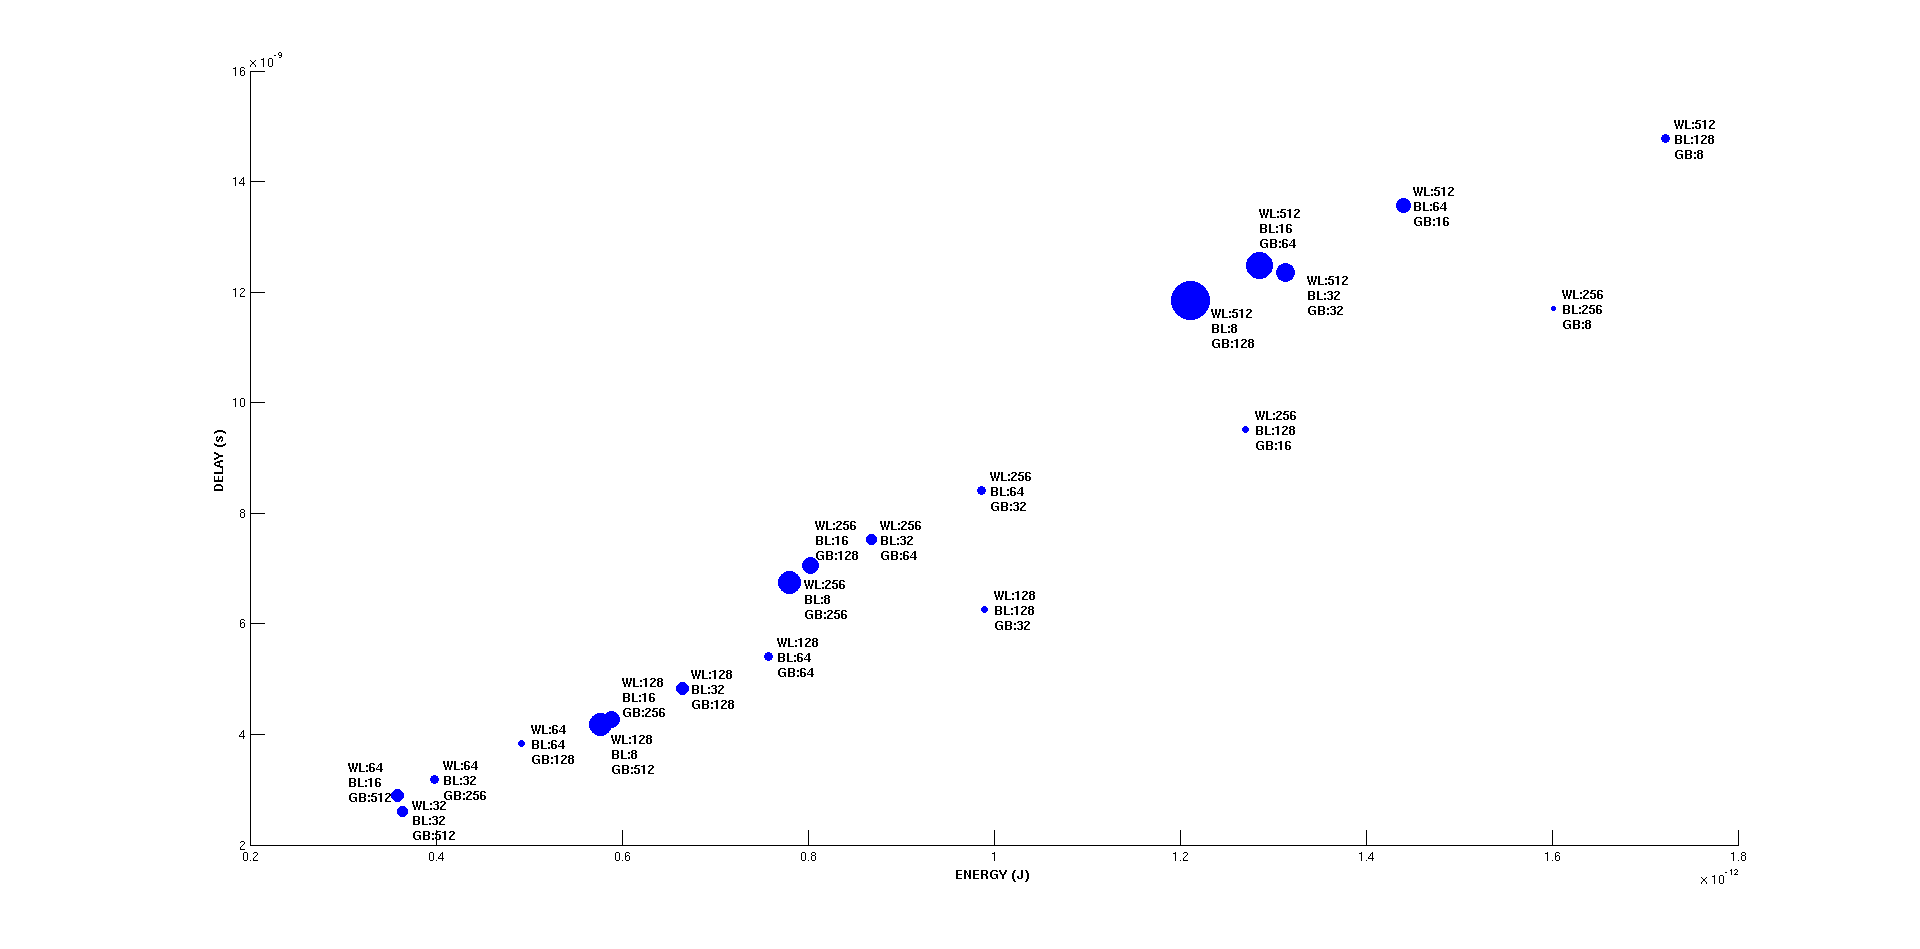 × 10⁻⁹
16
14
12
10
8
6
4
2
DELAY (s)
WL:512
BL:128
GB:8
WL:512
BL:64
GB:16
WL:512
BL:16
GB:64
WL:512
BL:32
GB:32
WL:256
BL:256
GB:8
WL:512
BL:8
GB:128
WL:256
BL:128
GB:16
WL:256
BL:64
GB:32
WL:256
BL:16
GB:128
WL:256
BL:32
GB:64
WL:256
BL:8
GB:256
WL:128
BL:128
GB:32
WL:128
BL:64
GB:64
WL:128
BL:32
GB:128
WL:128
BL:16
GB:256
WL:128
BL:8
GB:512
WL:64
BL:64
GB:128
WL:64
BL:32
GB:256
WL:64
BL:16
GB:512
WL:32
BL:32
GB:512
0.2
0.4
0.6
0.8
1
1.2
1.4
1.6
1.8
ENERGY (J)
× 10⁻¹²